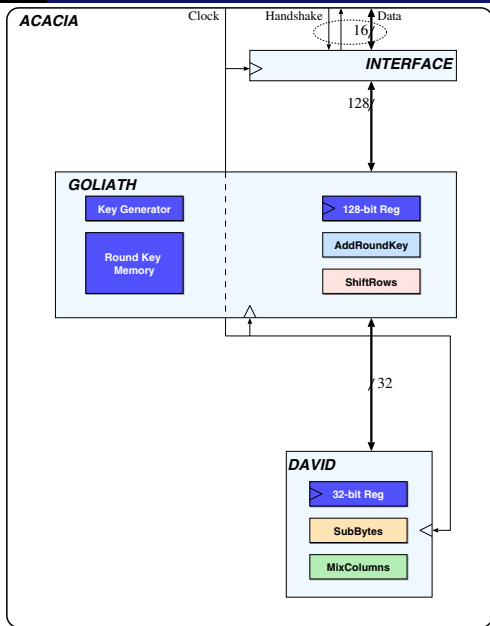 ACACIA
Clock
Handshake
Data
16
INTERFACE
128
GOLIATH
Key Generator
128-bit Reg
Round Key
Memory
AddRoundKey
ShiftRows
32
DAVID
32-bit Reg
SubBytes
MixColumns